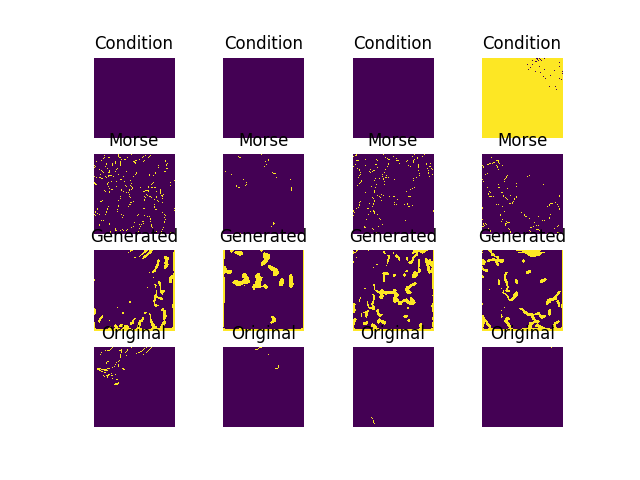 Condition Condition Condition Condition
Morse Morse Morse Morse
Generated Generated Generated Generated
Original Original Original Original